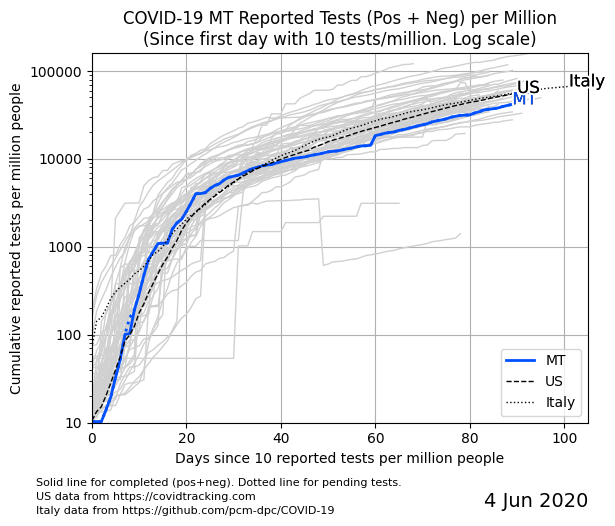 COVID-19 MT Reported Tests (Pos + Neg) per Million
(Since first day with 10 tests/million. Log scale)
Cumulative reported tests per million people
100000
10000
1000
100
10
US
Italy
MT
MT
US
Italy
0
20
40
60
80
100
Days since 10 reported tests per million people
Solid line for completed (pos+neg). Dotted line for pending tests.
US data from https://covidtracking.com
Italy data from https://github.com/pcm-dpc/COVID-19
4 Jun 2020